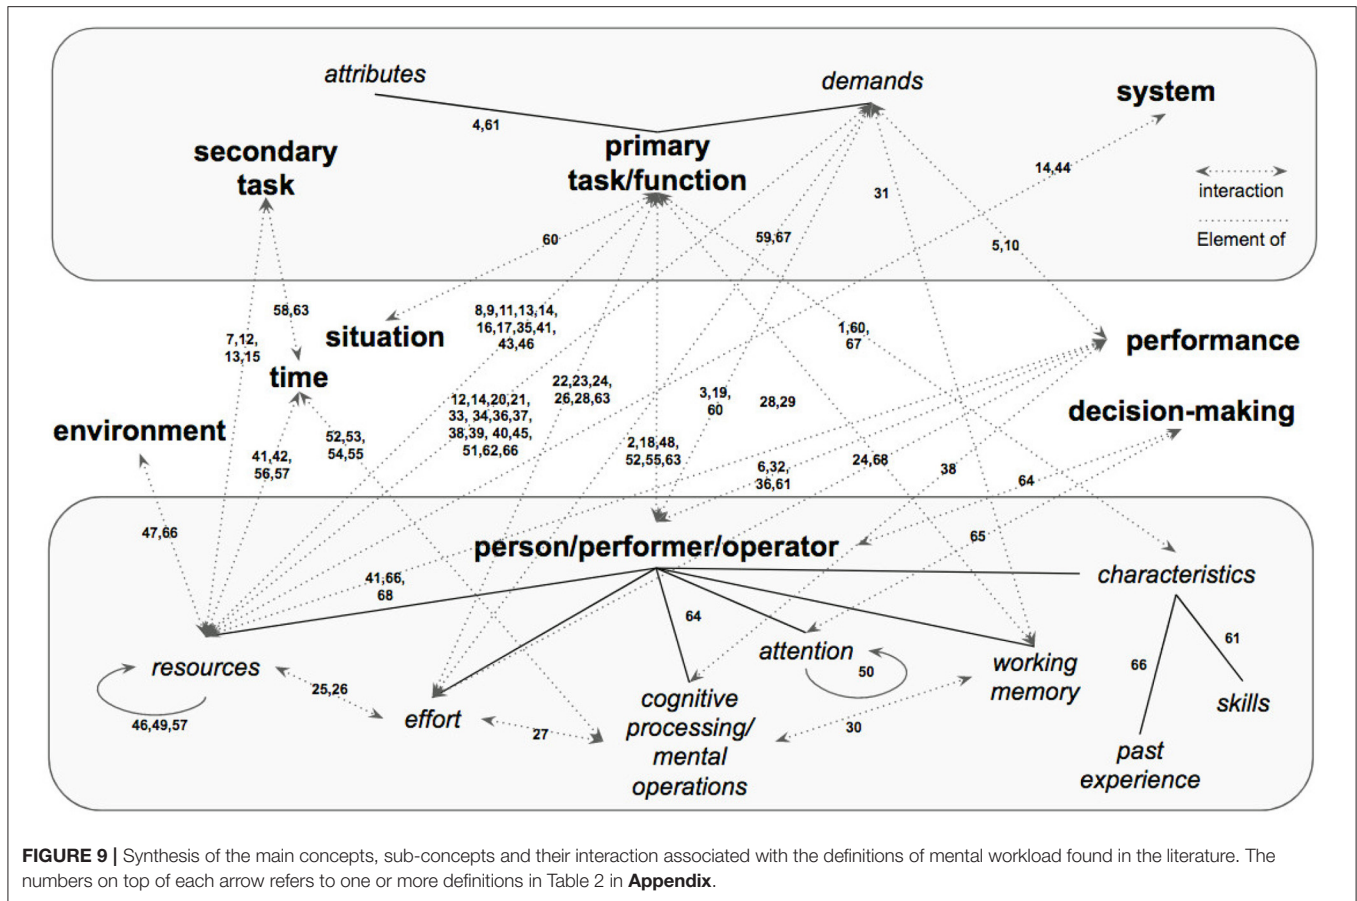 attributes
demands
system
4,61
secondary
task
primary
task/function
14,44
31
interaction
60
59,67
5,10
Element of
58,63
7,12,
13,15
situation
8,9,11,13,14,
16,17,35,41,
43,46
1,60,
67
performance
time
environment
22,23,24,
26,28,63
12,14,20,21,
33, 34,36,37,
38,39, 40,45,
51,62,66
3,19,
60
28,29
decision-making
41,42,
56,57
52,53,
54,55
2,18,48,
52,55,63
6,32,
36,61
24,68
38
64
47,66
person/performer/operator
65
41,66,
68
characteristics
64
resources
attention
working
memory
61
66
50
25,26
46,49,57
effort
27
cognitive
processing/
mental
operations
30
skills
past
experience
FIGURE 9 | Synthesis of the main concepts, sub-concepts and their interaction associated with the definitions of mental workload found in the literature. The
numbers on top of each arrow refers to one or more definitions in Table 2 in Appendix.